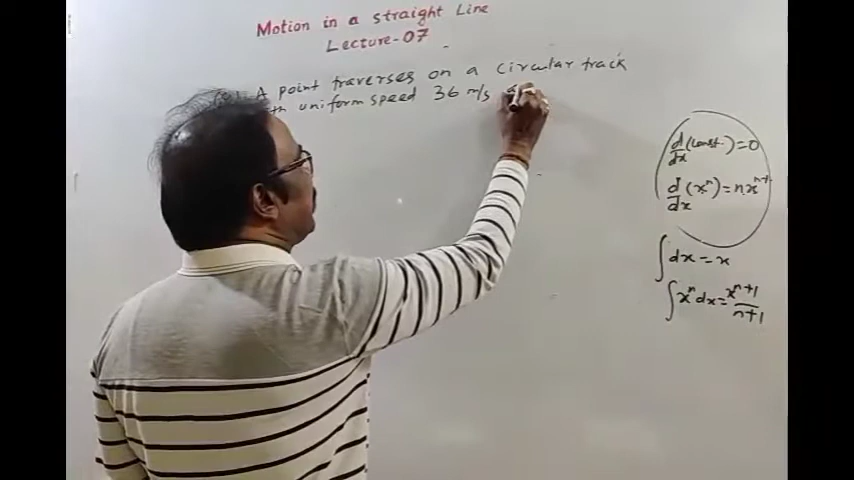 Motion in a straight Line
Lecture-07
A point traverses on a circular track
uniform speed 36 m/s
d/dx (const.) = 0
d/dx (x^n) = nx^n-1
∫dx = x
∫x^n dx = x^n+1/n+1